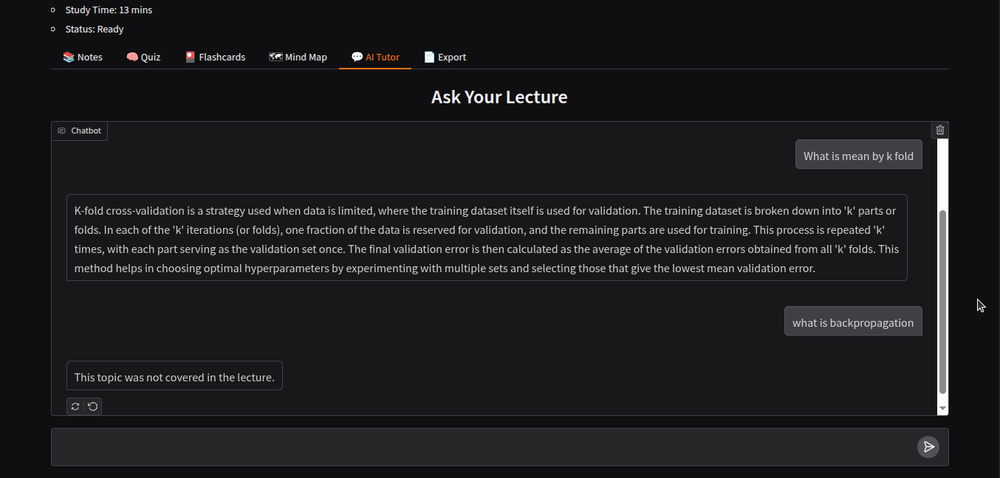 Study Time: 13 mins
Status: Ready
📚 Notes 🧠 Quiz 🎴 Flashcards 🗺 Mind Map 💬 AI Tutor 📄 Export
Ask Your Lecture
Chatbot
What is mean by k fold
K-fold cross-validation is a strategy used when data is limited, where the training dataset itself is used for validation. The training dataset is broken down into 'k' parts or
folds. In each of the 'k' iterations (or folds), one fraction of the data is reserved for validation, and the remaining parts are used for training. This process is repeated 'k'
times, with each part serving as the validation set once. The final validation error is then calculated as the average of the validation errors obtained from all 'k' folds. This
method helps in choosing optimal hyperparameters by experimenting with multiple sets and selecting those that give the lowest mean validation error.
what is backpropagation
This topic was not covered in the lecture.